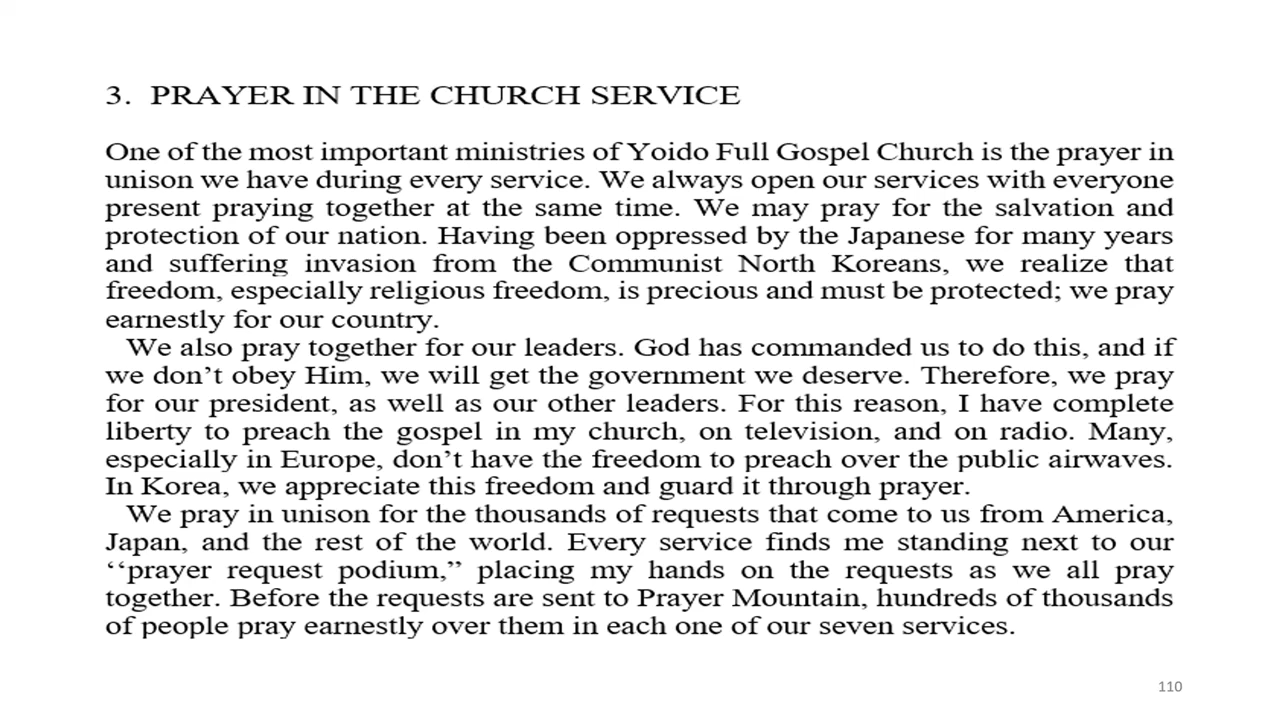 3. PRAYER IN THE CHURCH SERVICE
One of the most important ministries of Yoido Full Gospel Church is the prayer in
unison we have during every service. We always open our services with everyone
present praying together at the same time. We may pray for the salvation and
protection of our nation. Having been oppressed by the Japanese for many years
and suffering invasion from the Communist North Koreans, we realize that
freedom, especially religious freedom, is precious and must be protected; we pray
earnestly for our country.
We also pray together for our leaders. God has commanded us to do this, and if
we don’t obey Him, we will get the government we deserve. Therefore, we pray
for our president, as well as our other leaders. For this reason, I have complete
liberty to preach the gospel in my church, on television, and on radio. Many,
especially in Europe, don’t have the freedom to preach over the public airwaves.
In Korea, we appreciate this freedom and guard it through prayer.
We pray in unison for the thousands of requests that come to us from America,
Japan, and the rest of the world. Every service finds me standing next to our
‘‘prayer request podium,” placing my hands on the requests as we all pray
together. Before the requests are sent to Prayer Mountain, hundreds of thousands
of people pray earnestly over them in each one of our seven services.
110